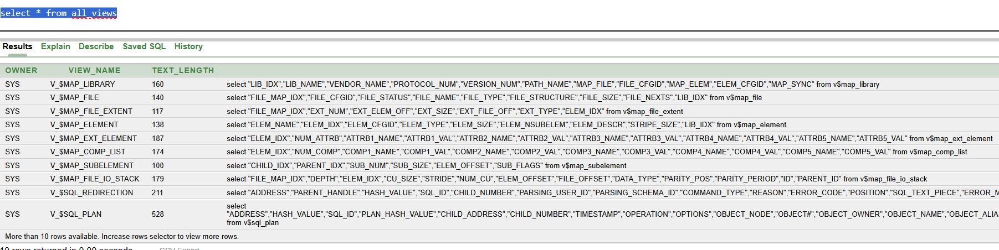 select * from all_views
Results Explain Describe Saved SQL History
OWNER VIEW_NAME TEXT_LENGTH
SYS V_$MAP_LIBRARY 160 select "LIB_IDX","LIB_NAME","VENDOR_NAME","PROTOCOL_NUM","VERSION_NUM","PATH_NAME","MAP_FILE","FILE_CFGID","MAP_ELEM","ELEM_CFGID","MAP_SYNC" from v$map_library
SYS V_$MAP_FILE 140 select "FILE_MAP_IDX","FILE_CFGID","FILE_STATUS","FILE_NAME","FILE_TYPE","FILE_STRUCTURE","FILE_SIZE","FILE_NEXTS","LIB_IDX" from v$map_file
SYS V_$MAP_FILE_EXTENT 117 select "FILE_MAP_IDX","EXT_NUM","EXT_ELEM_OFF","EXT_SIZE","EXT_FILE_OFF","EXT_TYPE","ELEM_IDX" from v$map_file_extent
SYS V_$MAP_ELEMENT 138 select "ELEM_NAME","ELEM_IDX","ELEM_CFGID","ELEM_TYPE","ELEM_SIZE","ELEM_NSUBELEM","ELEM_DESCR","STRIPE_SIZE","LIB_IDX" from v$map_element
SYS V_$MAP_EXT_ELEMENT 187 select "ELEM_IDX","NUM_ATTRB","ATTRB1_NAME","ATTRB1_VAL","ATTRB2_NAME","ATTRB2_VAL","ATTRB3_NAME","ATTRB3_VAL","ATTRB4_NAME","ATTRB4_VAL","ATTRB5_NAME","ATTRB5_VAL" from v$map_ext_element
SYS V_$MAP_COMP_LIST 174 select "ELEM_IDX","NUM_COMP","COMP1_NAME","COMP1_VAL","COMP2_NAME","COMP2_VAL","COMP3_NAME","COMP3_VAL","COMP4_NAME","COMP4_VAL","COMP5_NAME","COMP5_VAL" from v$map_comp_list
SYS V_$MAP_SUBELEMENT 100 select "CHILD_IDX","PARENT_IDX","SUB_NUM","SUB_SIZE","ELEM_OFFSET","SUB_FLAGS" from v$map_subelement
SYS V_$MAP_FILE_IO_STACK 179 select "FILE_MAP_IDX","DEPTH","ELEM_IDX","CU_SIZE","STRIDE","NUM_CU","ELEM_OFFSET","FILE_OFFSET","DATA_TYPE","PARITY_POS","PARITY_PERIOD","ID","PARENT_ID" from v$map_file_io_stack
SYS V_$SQL_REDIRECTION 211 select "ADDRESS","PARENT_HANDLE","HASH_VALUE","SQL_ID","CHILD_NUMBER","PARSING_USER_ID","PARSING_SCHEMA_ID","COMMAND_TYPE","REASON","ERROR_CODE","POSITION","SQL_TEXT_PIECE","ERROR_M
select
SYS V_$SQL_PLAN 528 "ADDRESS","HASH_VALUE","SQL_ID","PLAN_HASH_VALUE","CHILD_ADDRESS","CHILD_NUMBER","TIMESTAMP","OPERATION","OPTIONS","OBJECT_NODE","OBJECT#","OBJECT_OWNER","OBJECT_NAME","OBJECT_ALIA
from v$sql_plan
More than 10 rows available. Increase rows selector to view more rows.
10 rows returned in 0.00 seconds CSV Export